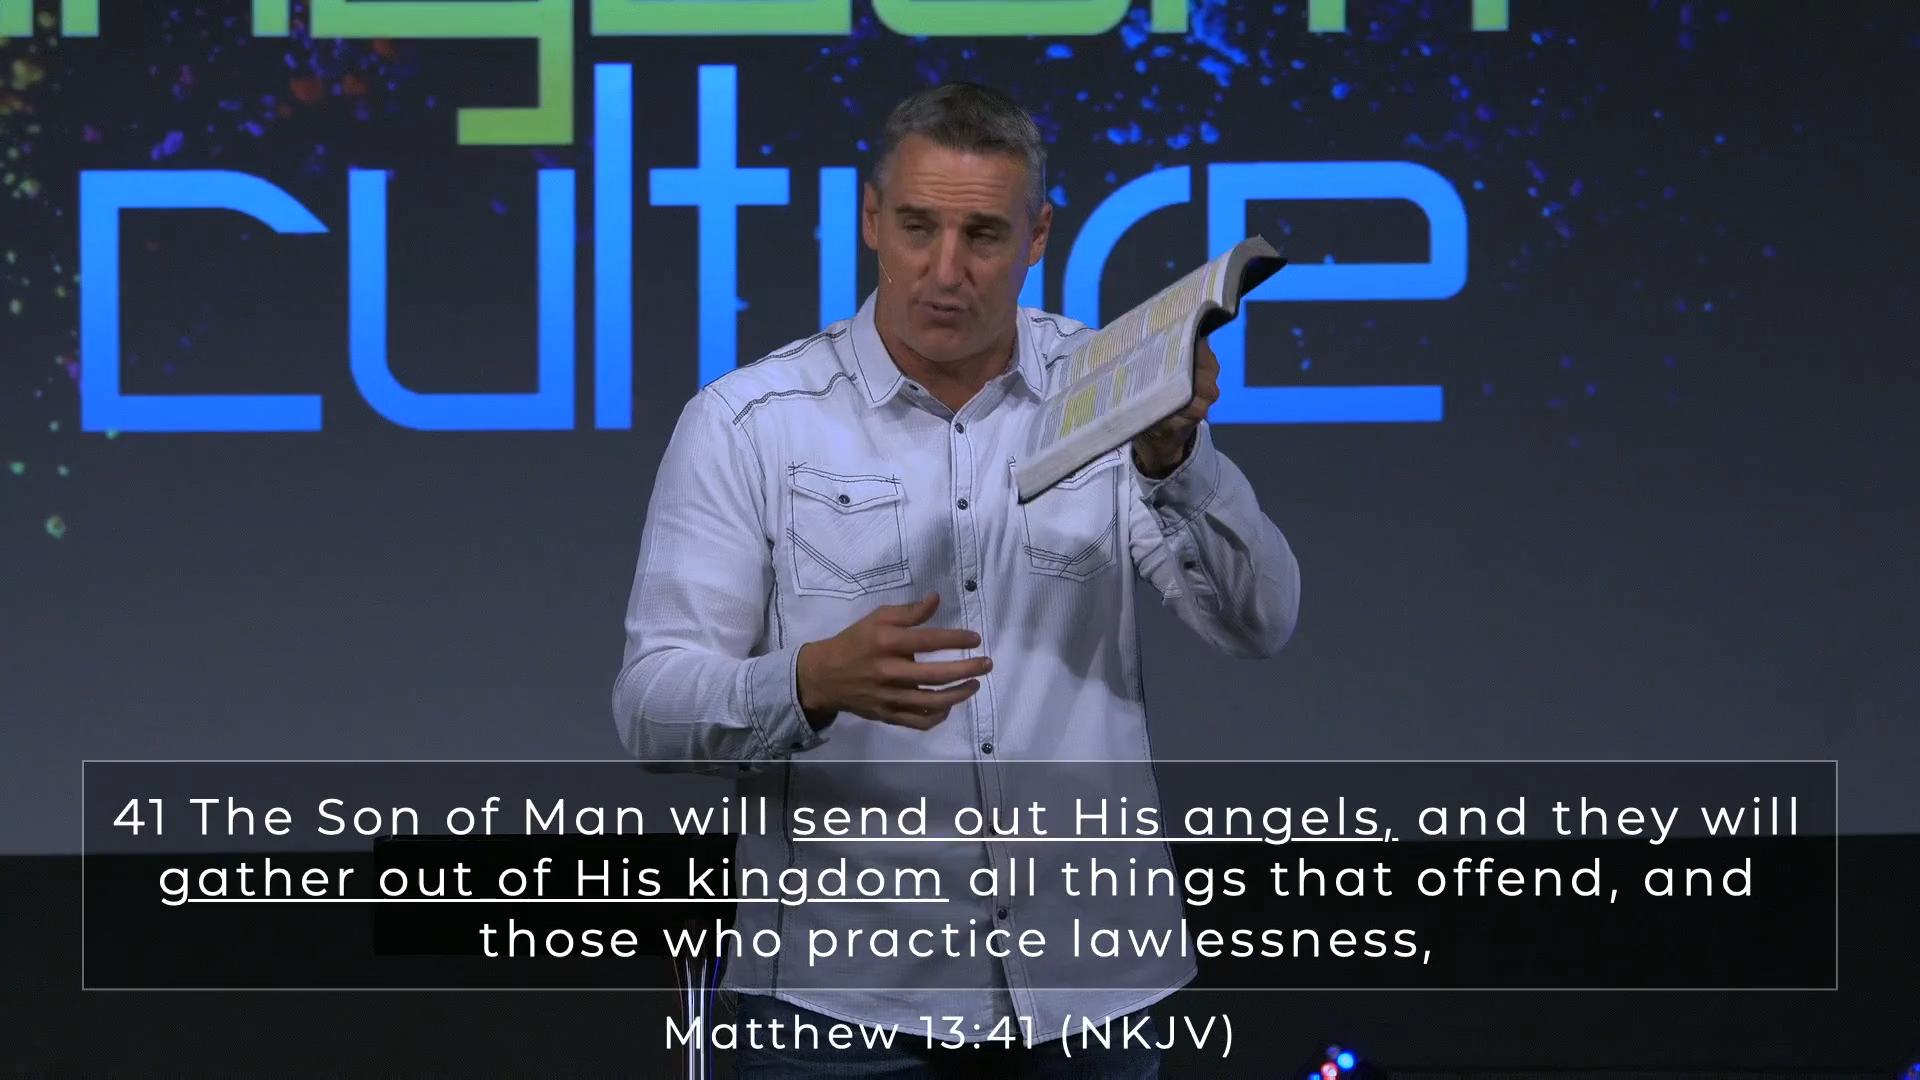 culture
41 The Son of Man will send out His angels, and they will
gather out of His kingdom all things that offend, and
those who practice lawlessness,
Matthew 13:41 (NKJV)